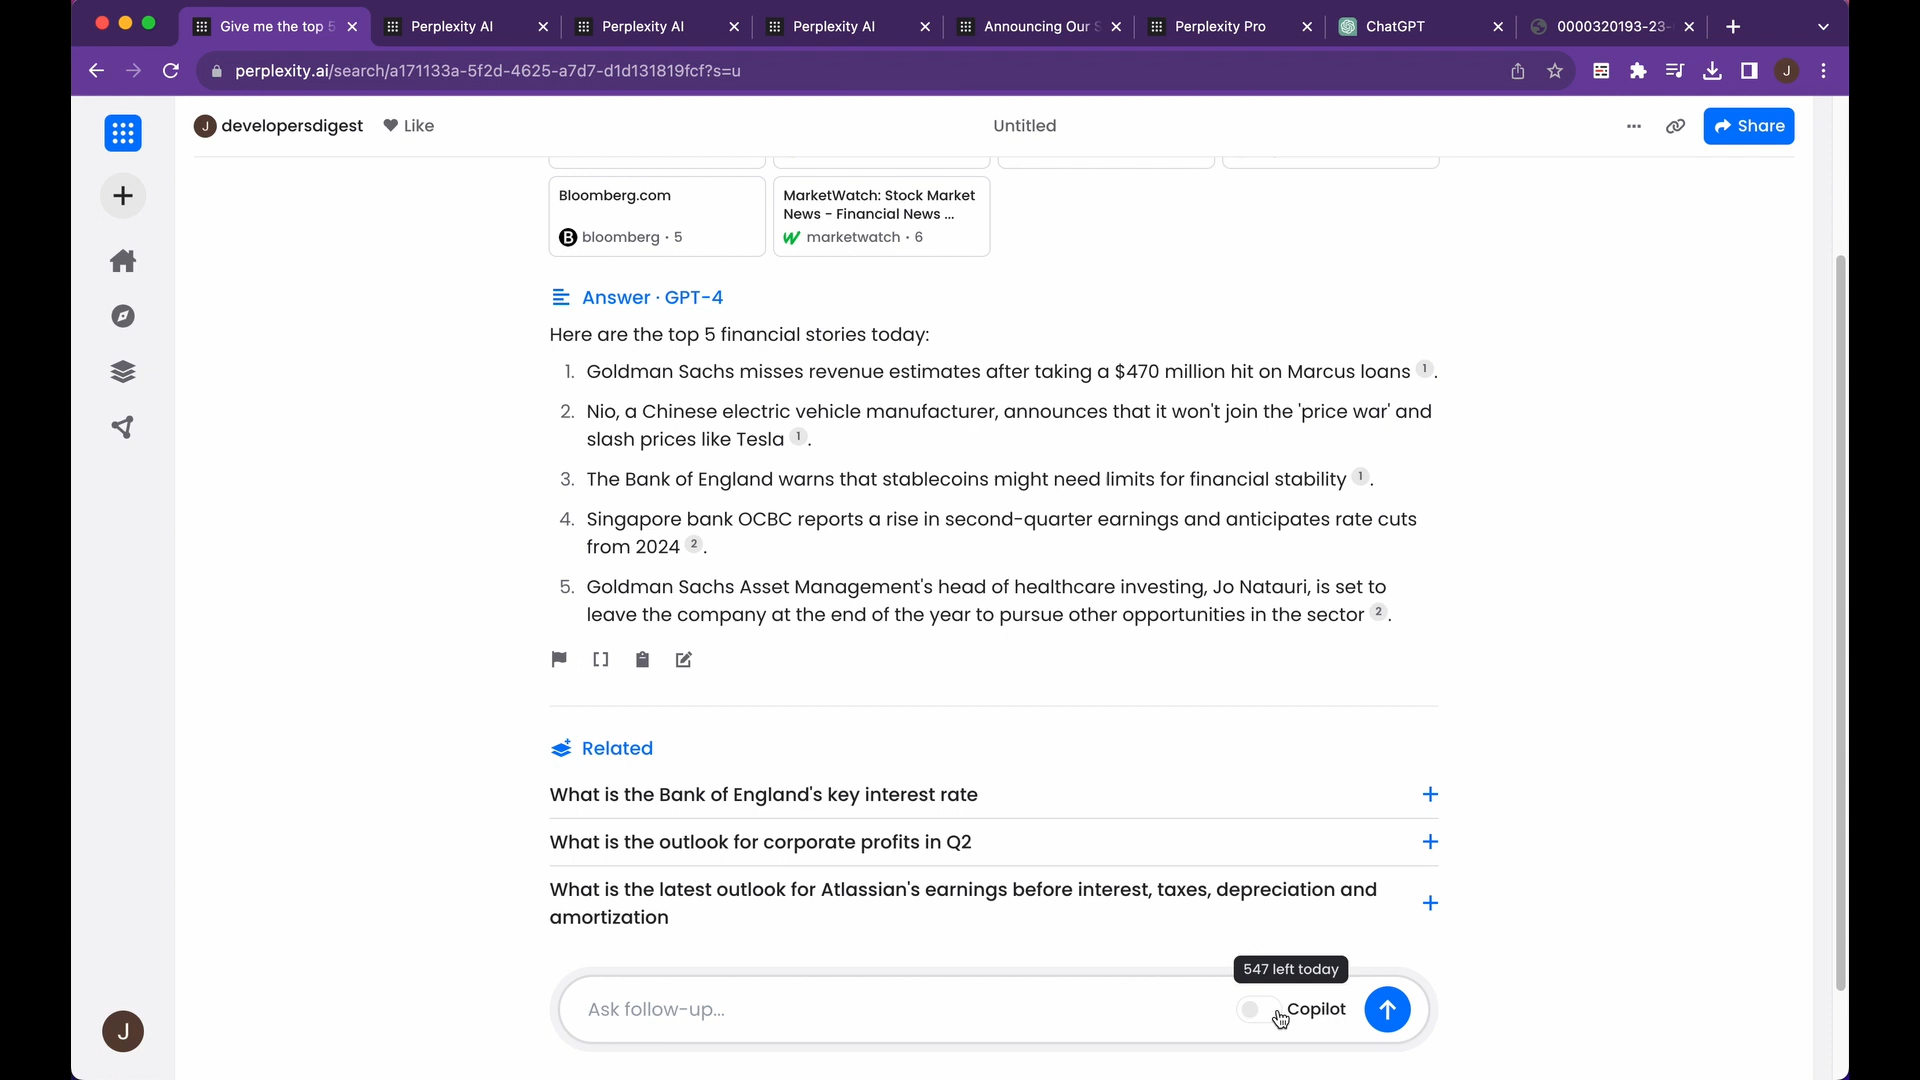 Give me the top 5
Perplexity AI
Perplexity AI
Perplexity AI
Announcing Our S
Perplexity Pro
ChatGPT
0000320193-23-
perplexity.ai/search/a171133a-5f2d-4625-a7d7-d1d131819fcf?s=u
J
J developersdigest
Like
Untitled
Share
Bloomberg.com
bloomberg · 5
MarketWatch: Stock Market
News - Financial News ...
marketwatch · 6
Answer · GPT-4
Here are the top 5 financial stories today:
1. Goldman Sachs misses revenue estimates after taking a $470 million hit on Marcus loans 1.
2. Nio, a Chinese electric vehicle manufacturer, announces that it won't join the 'price war' and
slash prices like Tesla 1.
3. The Bank of England warns that stablecoins might need limits for financial stability 1.
4. Singapore bank OCBC reports a rise in second-quarter earnings and anticipates rate cuts
from 2024 2.
5. Goldman Sachs Asset Management's head of healthcare investing, Jo Natauri, is set to
leave the company at the end of the year to pursue other opportunities in the sector 2.
Related
What is the Bank of England's key interest rate
What is the outlook for corporate profits in Q2
What is the latest outlook for Atlassian's earnings before interest, taxes, depreciation and
amortization
547 left today
Ask follow-up...
Copilot
J